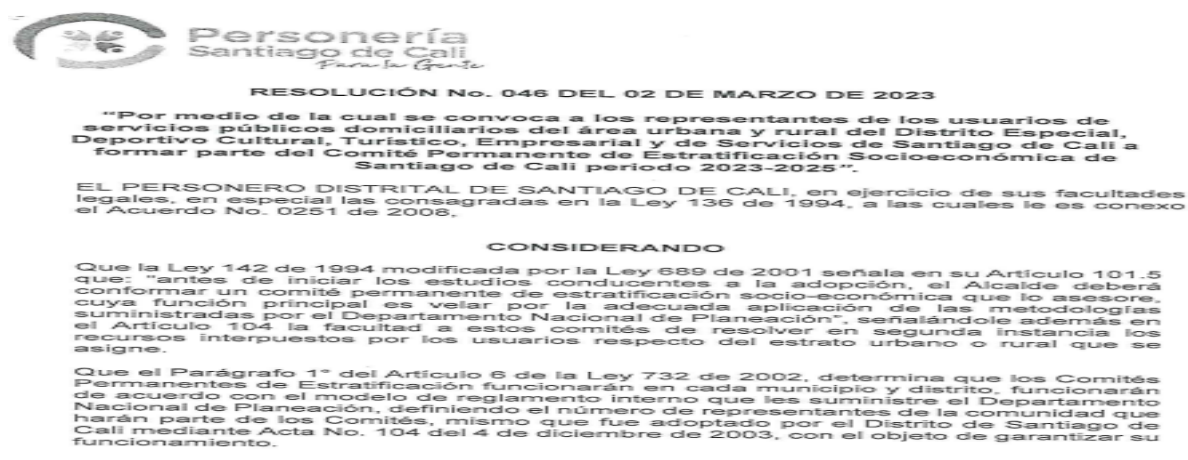 Personería
Santiago de Cali
Para la Gente
RESOLUCIÓN No. 046 DEL 02 DE MARZO DE 2023
"Por medio de la cual se convoca a los representantes de los usuarios de
servicios públicos domiciliarios del área urbana y rural del Distrito Especial,
Deportivo Cultural, Turístico, Empresarial y de Servicios de Santiago de Cali a
formar parte del Comité Permanente de Estratificación Socioeconómica de
Santiago de Cali periodo 2023-2025".
EL PERSONERO DISTRITAL DE SANTIAGO DE CALI, en ejercicio de sus facultades
legales, en especial las consagradas en la Ley 136 de 1994, a las cuales le es conexo
el Acuerdo No. 0251 de 2008,
CONSIDERANDO
Que la Ley 142 de 1994 modificada por la Ley 689 de 2001 señala en su Artículo 101.5
que: "antes de iniciar los estudios conducentes a la adopción, el Alcalde deberá
conformar un comité permanente de estratificación socio-económica que lo asesore,
cuya función principal es velar por la adecuada aplicación de las metodologías
suministradas por el Departamento Nacional de Planeación", señalándole además en
el Artículo 104 la facultad a estos comités de resolver en segunda instancia los
recursos interpuestos por los usuarios respecto del estrato urbano o rural que se
asigne.
Que el Parágrafo 1° del Artículo 6 de la Ley 732 de 2002, determina que los Comités
Permanentes de Estratificación funcionarán en cada municipio y distrito, funcionarán
de acuerdo con el modelo de reglamento interno que les suministre el Departamento
Nacional de Planeación, definiendo el número de representantes de la comunidad que
harán parte de los Comités, mismo que fue adoptado por el Distrito de Santiago de
Cali mediante Acta No. 104 del 4 de diciembre de 2003, con el objeto de garantizar su
funcionamiento.